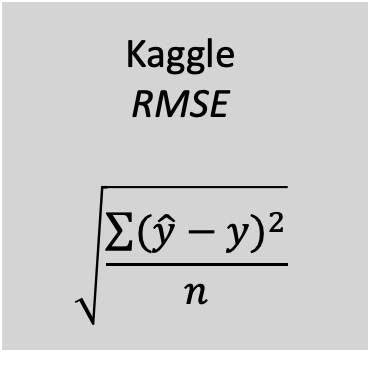 Kaggle
RMSE
√(∑(ŷ − y)²/n)